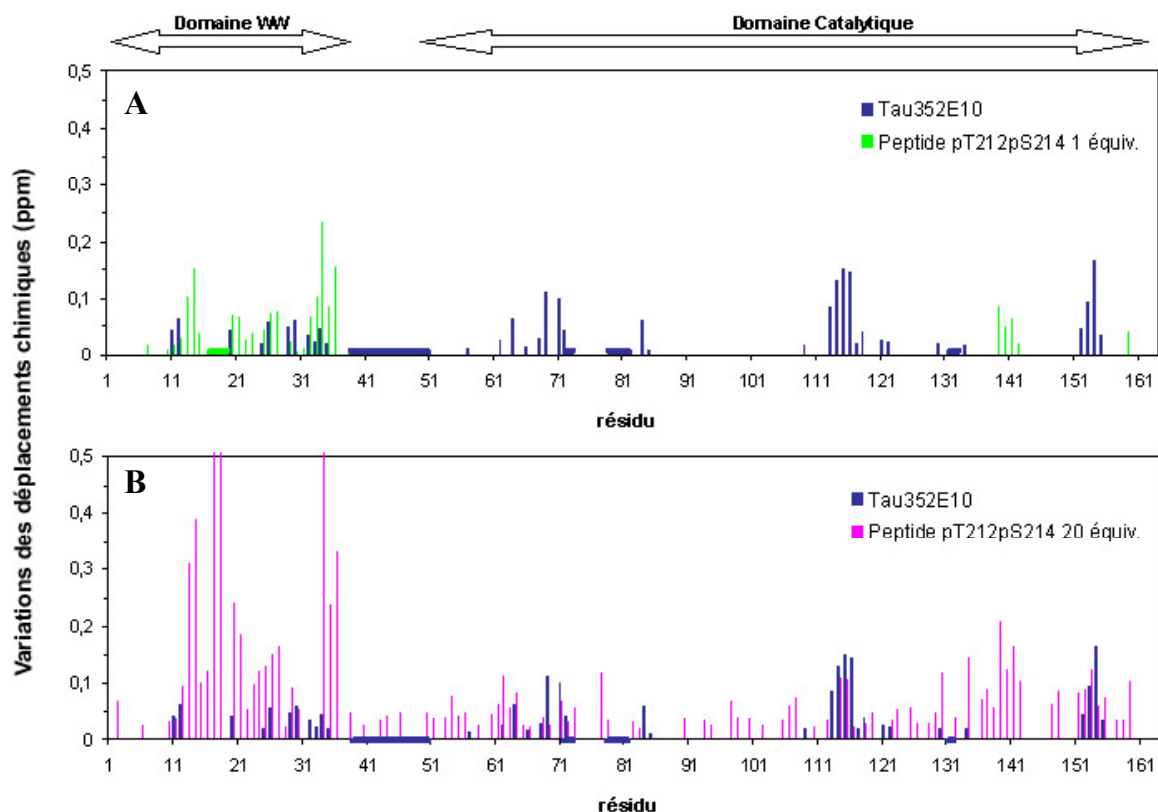 Domaine WW Domaine Catalytique
Variations des déplacements chimiques (ppm)
A
0,5
0,4
0,3
0,2
0,1
0
Tau352E10
Peptide pT212pS214 1 équiv.
1 11 21 31 41 51 61 71 81 91 101 111 121 131 141 151 161
résidu
B
0,5
0,4
0,3
0,2
0,1
0
Tau352E10
Peptide pT212pS214 20 équiv.
1 11 21 31 41 51 61 71 81 91 101 111 121 131 141 151 161
résidu